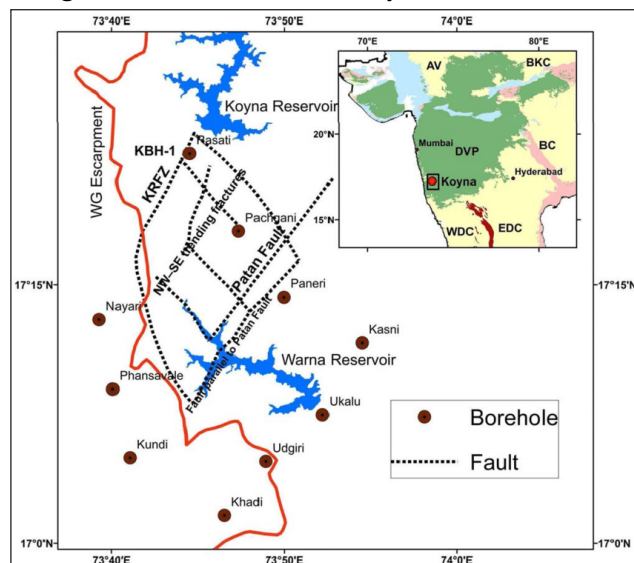 73°40'
73°50'
74°0'
70°E
80°E
AV
BKC
Koyna Reservoir
20°N
Mumbai
DVP
BC
Hyderabad
Koyna
15°N
WDC
EDC
Rasati
KBH-1
WG Escarpment
KRFZ
NW-SE trending fractures
Pachgani
Patan Fault
17°15'
17°15'N
Paneri
Nayari
Kasni
Fault parallel to Patan Fault
Warna Reservoir
Phansavale
Ukalu
Borehole
Kundi
Udgiri
Fault
Khadi
17°0'
17°0'N
73°40'
73°50'
74°0'